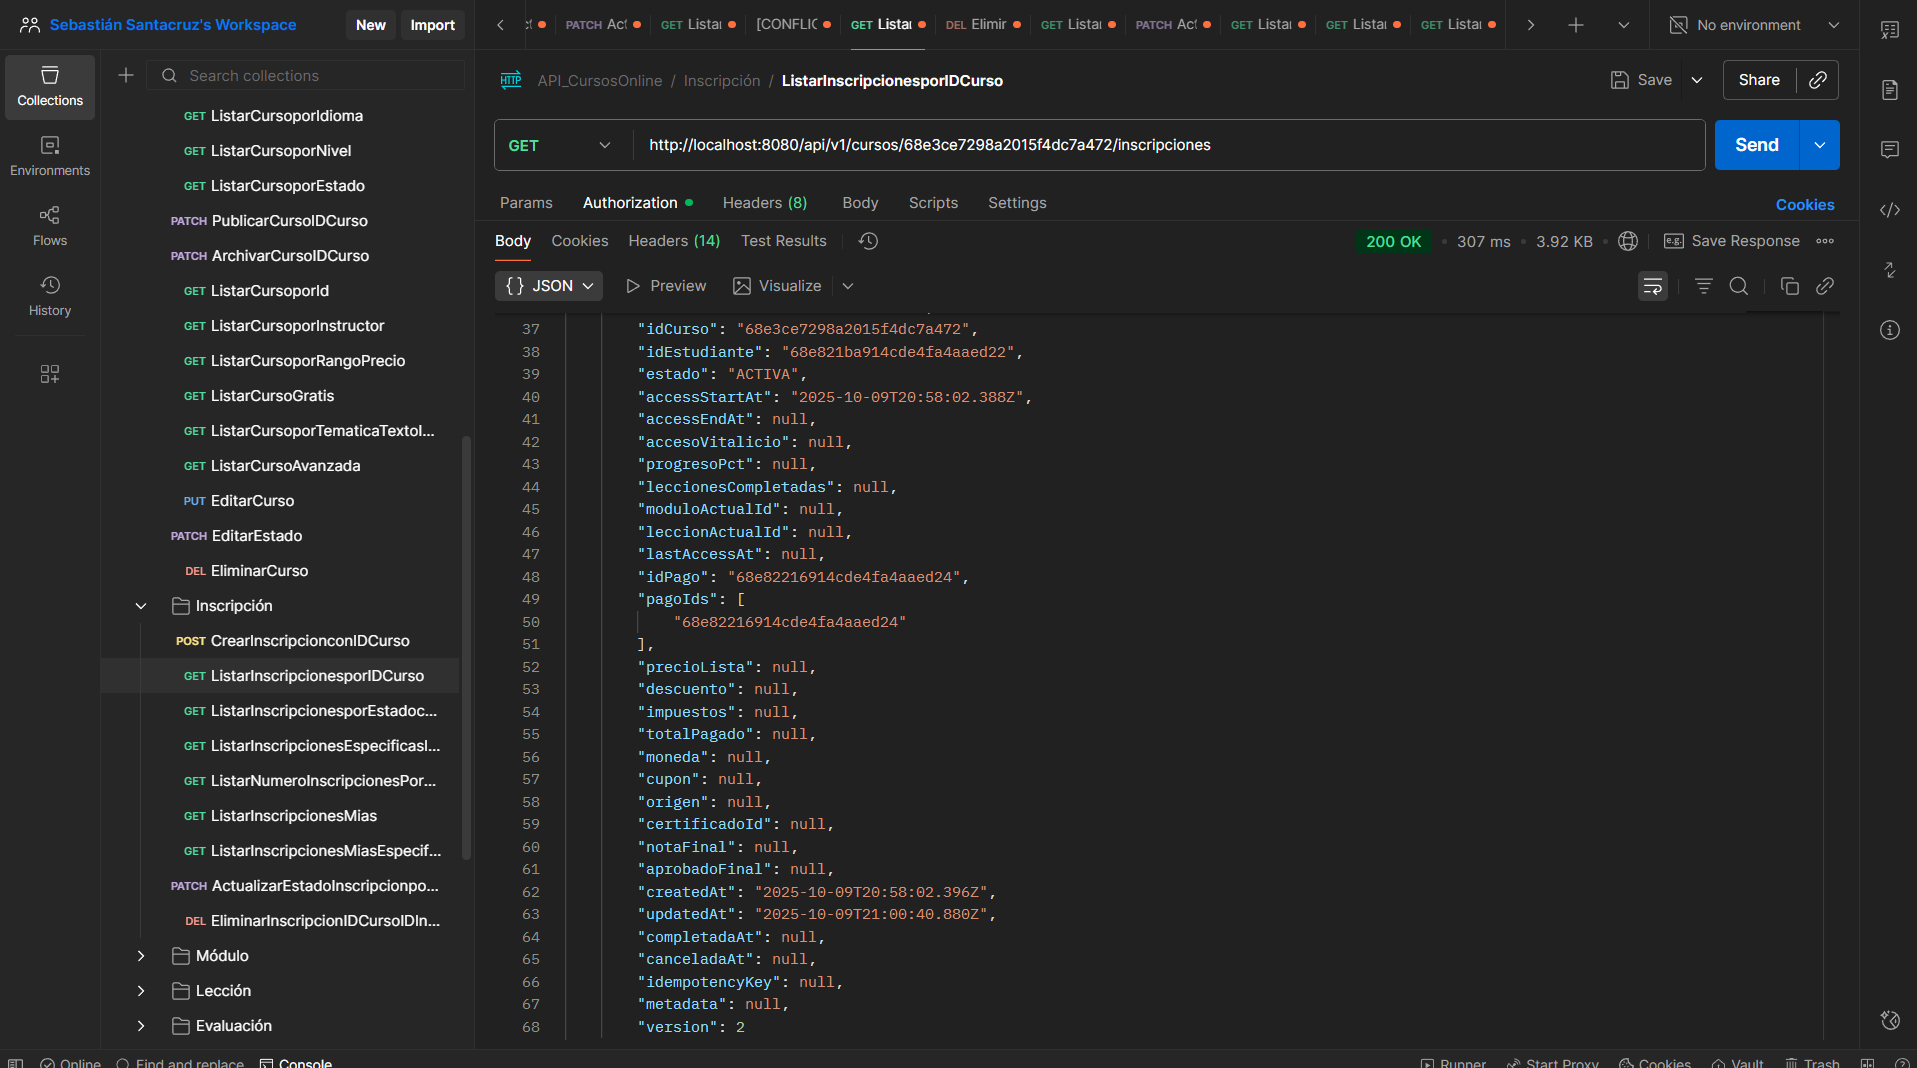 Sebastián Santacruz's Workspace
New
Import
PATCH Act
GET Listar
[CONFLIC
GET Listar
DEL Elimir
GET Listar
PATCH Act
GET Listar
GET Listar
GET Listar
No environment
Collections
Environments
Flows
History
Search collections
GET ListarCursoporIdioma
GET ListarCursoporNivel
GET ListarCursoporEstado
PATCH PublicarCursoIDCurso
PATCH ArchivarCursoIDCurso
GET ListarCursoporId
GET ListarCursoporInstructor
GET ListarCursoporRangoPrecio
GET ListarCursoGratis
GET ListarCursoporTematicaTextol...
GET ListarCursoAvanzada
PUT EditarCurso
PATCH EditarEstado
DEL EliminarCurso
Inscripción
POST CrearInscripcionconIDCurso
GET ListarInscripcionesporIDCurso
GET ListarInscripcionesporEstadoc...
GET ListarInscripcionesEspecificasI...
GET ListarNumeroInscripcionesPor...
GET ListarInscripcionesMias
GET ListarInscripcionesMiasEspecif...
PATCH ActualizarEstadoInscripcionpo...
DEL EliminarInscripcionIDCursoIDIn...
Módulo
Lección
Evaluación
HTTP API_CursosOnline / Inscripción / ListarInscripcionesporIDCurso
Save
Share
GET
http://localhost:8080/api/v1/cursos/68e3ce7298a2015f4dc7a472/inscripciones
Send
Params Authorization Headers (8) Body Scripts Settings
Cookies
Body Cookies Headers (14) Test Results
200 OK • 307 ms • 3.92 KB
e.g. Save Response
{} JSON
Preview
Visualize
37 "idCurso": "68e3ce7298a2015f4dc7a472",
38 "idEstudiante": "68e821ba914cde4fa4aaed22",
39 "estado": "ACTIVA",
40 "accessStartAt": "2025-10-09T20:58:02.388Z",
41 "accessEndAt": null,
42 "accesoVitalicio": null,
43 "progresoPct": null,
44 "leccionesCompletadas": null,
45 "moduloActualId": null,
46 "leccionActualId": null,
47 "lastAccessAt": null,
48 "idPago": "68e82216914cde4fa4aaed24",
49 "pagoIds": [
50 "68e82216914cde4fa4aaed24"
51 ],
52 "precioLista": null,
53 "descuento": null,
54 "impuestos": null,
55 "totalPagado": null,
56 "moneda": null,
57 "cupon": null,
58 "origen": null,
59 "certificadoId": null,
60 "notaFinal": null,
61 "aprobadoFinal": null,
62 "createdAt": "2025-10-09T20:58:02.396Z",
63 "updatedAt": "2025-10-09T21:00:40.880Z",
64 "completadaAt": null,
65 "canceladaAt": null,
66 "idempotencyKey": null,
67 "metadata": null,
68 "version": 2
Online
Find and replace
Console
Runner
Start Proxy
Cookies
Vault
Trash